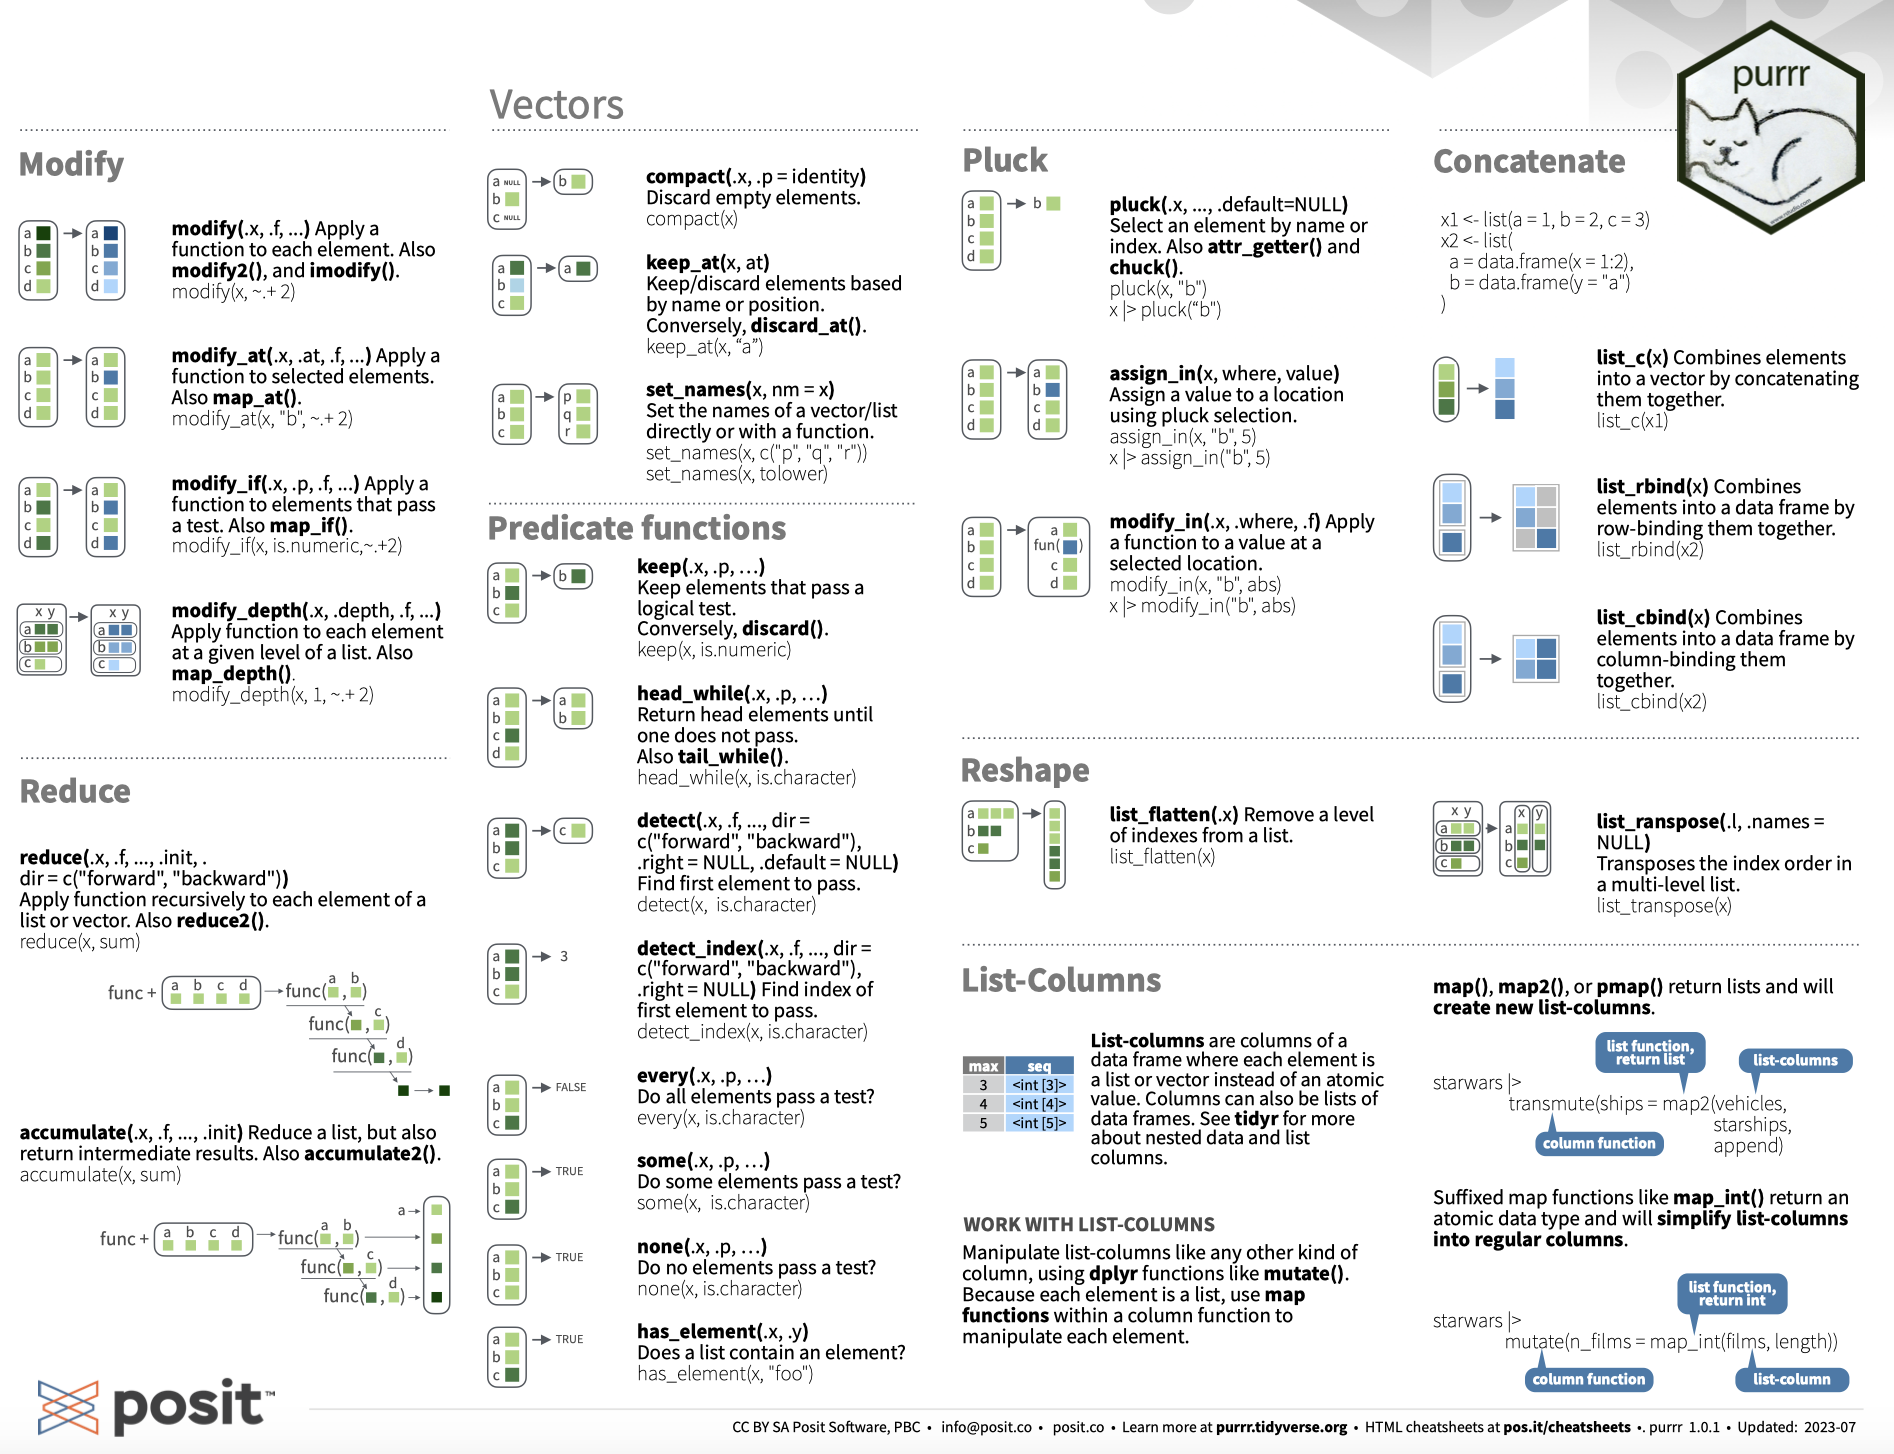 purrr
www.rstudio.com
Vectors
Modify
a
b
c
d
a
b
c
d
modify(.x, .f, ...) Apply a
function to each element. Also
modify2(), and imodify().
modify(x, ~.+ 2)
a
b
c
d
a
b
c
d
modify_at(.x, .at, .f, ...) Apply a
function to selected elements.
Also map_at().
modify_at(x, "b", ~.+ 2)
a
b
c
d
a
b
c
d
modify_if(.x, .p, .f, ...) Apply a
function to elements that pass
a test. Also map_if().
modify_if(x, is.numeric,~.+2)
x y
a
b
c
x y
a
b
c
modify_depth(.x, .depth, .f, ...)
Apply function to each element
at a given level of a list. Also
map_depth().
modify_depth(x, 1, ~.+ 2)
Reduce
reduce(.x, .f, ..., .init, .
dir = c("forward", "backward"))
Apply function recursively to each element of a
list or vector. Also reduce2().
reduce(x, sum)
func + a b c d
a b
func( , )
c
func( , )
d
func( , )
accumulate(.x, .f, ..., .init) Reduce a list, but also
return intermediate results. Also accumulate2().
accumulate(x, sum)
a
func + a b c d
a b
func( , )
c
func( , )
d
func( , )
a NULL
b
c NULL
b
compact(.x, .p = identity)
Discard empty elements.
compact(x)
a
b
c
a
keep_at(x, at)
Keep/discard elements based
by name or position.
Conversely, discard_at().
keep_at(x, “a”)
a
b
c
p
q
r
set_names(x, nm = x)
Set the names of a vector/list
directly or with a function.
set_names(x, c("p", "q", "r"))
set_names(x, tolower)
Predicate functions
a
b
c
b
keep(.x, .p, …)
Keep elements that pass a
logical test.
Conversely, discard().
keep(x, is.numeric)
a
b
c
d
a
b
head_while(.x, .p, …)
Return head elements until
one does not pass.
Also tail_while().
head_while(x, is.character)
a
b
c
c
detect(.x, .f, ..., dir =
c("forward", "backward"),
.right = NULL, .default = NULL)
Find first element to pass.
detect(x, is.character)
a
b
c
3
detect_index(.x, .f, ..., dir =
c("forward", "backward"),
.right = NULL) Find index of
first element to pass.
detect_index(x, is.character)
a
b
c
FALSE
every(.x, .p, …)
Do all elements pass a test?
every(x, is.character)
a
b
c
TRUE
some(.x, .p, …)
Do some elements pass a test?
some(x, is.character)
a
b
c
TRUE
none(.x, .p, …)
Do no elements pass a test?
none(x, is.character)
a
b
c
TRUE
has_element(.x, .y)
Does a list contain an element?
has_element(x, "foo")
Pluck
a
b
c
d
b
pluck(.x, ..., .default=NULL)
Select an element by name or
index. Also attr_getter() and
chuck().
pluck(x, "b")
x |> pluck(“b")
a
b
c
d
a
b
c
d
assign_in(x, where, value)
Assign a value to a location
using pluck selection.
assign_in(x, "b", 5)
x |> assign_in("b", 5)
a
b
c
d
a
fun( )
c
d
modify_in(.x, .where, .f) Apply
a function to a value at a
selected location.
modify_in(x, "b", abs)
x |> modify_in("b", abs)
Concatenate
x1 <- list(a = 1, b = 2, c = 3)
x2 <- list(
a = data.frame(x = 1:2),
b = data.frame(y = "a")
)
list_c(x) Combines elements
into a vector by concatenating
them together.
list_c(x1)
list_rbind(x) Combines
elements into a data frame by
row-binding them together.
list_rbind(x2)
list_cbind(x) Combines
elements into a data frame by
column-binding them
together.
list_cbind(x2)
Reshape
a
b
c
list_flatten(.x) Remove a level
of indexes from a list.
list_flatten(x)
x y
a
b
c
x y
a
b
c
list_ranspose(.l, .names =
NULL)
Transposes the index order in
a multi-level list.
list_transpose(x)
List-Columns
max seq
3 <int [3]>
4 <int [4]>
5 <int [5]>
List-columns are columns of a
data frame where each element is
a list or vector instead of an atomic
value. Columns can also be lists of
data frames. See tidyr for more
about nested data and list
columns.
WORK WITH LIST-COLUMNS
Manipulate list-columns like any other kind of
column, using dplyr functions like mutate().
Because each element is a list, use map
functions within a column function to
manipulate each element.
map(), map2(), or pmap() return lists and will
create new list-columns.
list function,
return list
list-columns
starwars |>
transmute(ships = map2(vehicles,
starships,
append)
column function
Suffixed map functions like map_int() return an
atomic data type and will simplify list-columns
into regular columns.
list function,
return int
starwars |>
mutate(n_films = map_int(films, length))
column function
list-column
posit™
CC BY SA Posit Software, PBC • info@posit.co • posit.co • Learn more at purrr.tidyverse.org • HTML cheatsheets at pos.it/cheatsheets •. purrr 1.0.1 • Updated: 2023-07